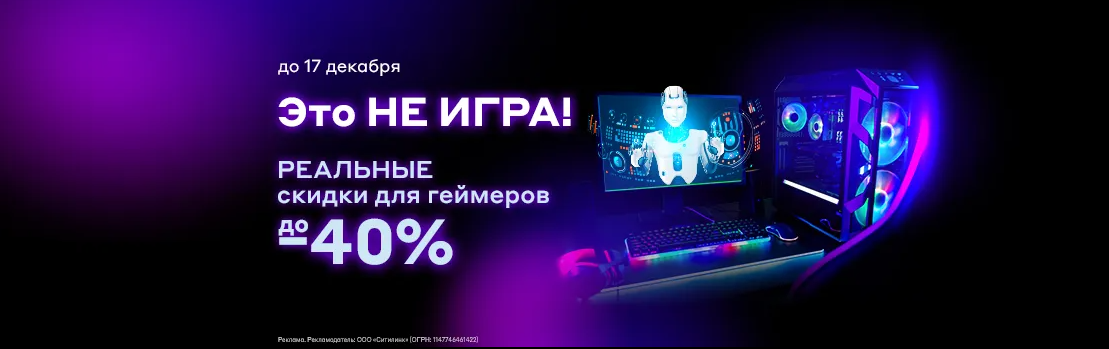 до 17 декабря
Это НЕ ИГРА!
РЕАЛЬНЫЕ
скидки для геймеров
до
-40%
Реклама. Рекламодатель: ООО «Ситилинк» (ОГРН: 1147746461422)